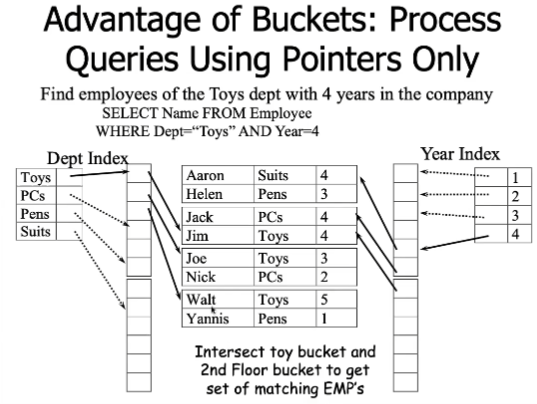 Advantage of Buckets: Process
Queries Using Pointers Only
Find employees of the Toys dept with 4 years in the company
SELECT Name FROM Employee
WHERE Dept="Toys" AND Year=4
Dept Index
Toys
PCs
Pens
Suits
Aaron Suits 4
Helen Pens 3
Jack PCs 4
Jim Toys 4
Joe Toys 3
Nick PCs 2
Walt Toys 5
Yannis Pens 1
Year Index
1
2
3
4
Intersect toy bucket and
2nd Floor bucket to get
set of matching EMP's